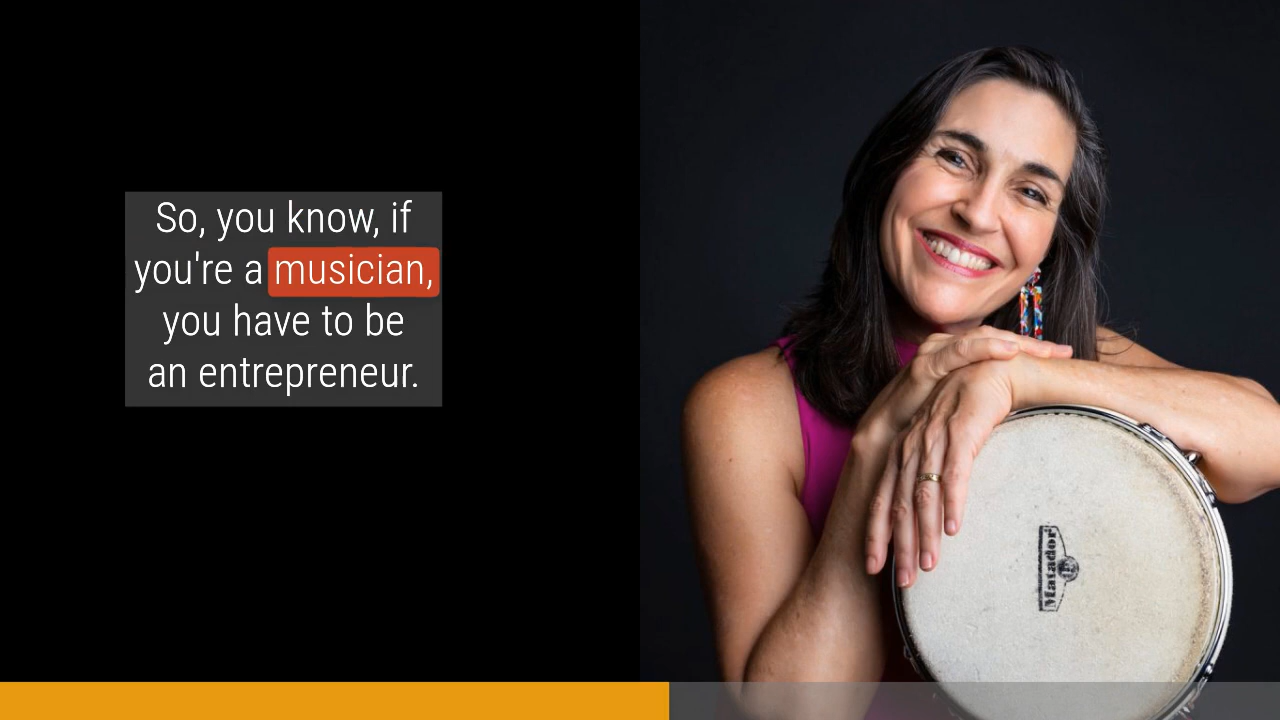 So, you know, if
you're a musician,
you have to be
an entrepreneur.
Matador